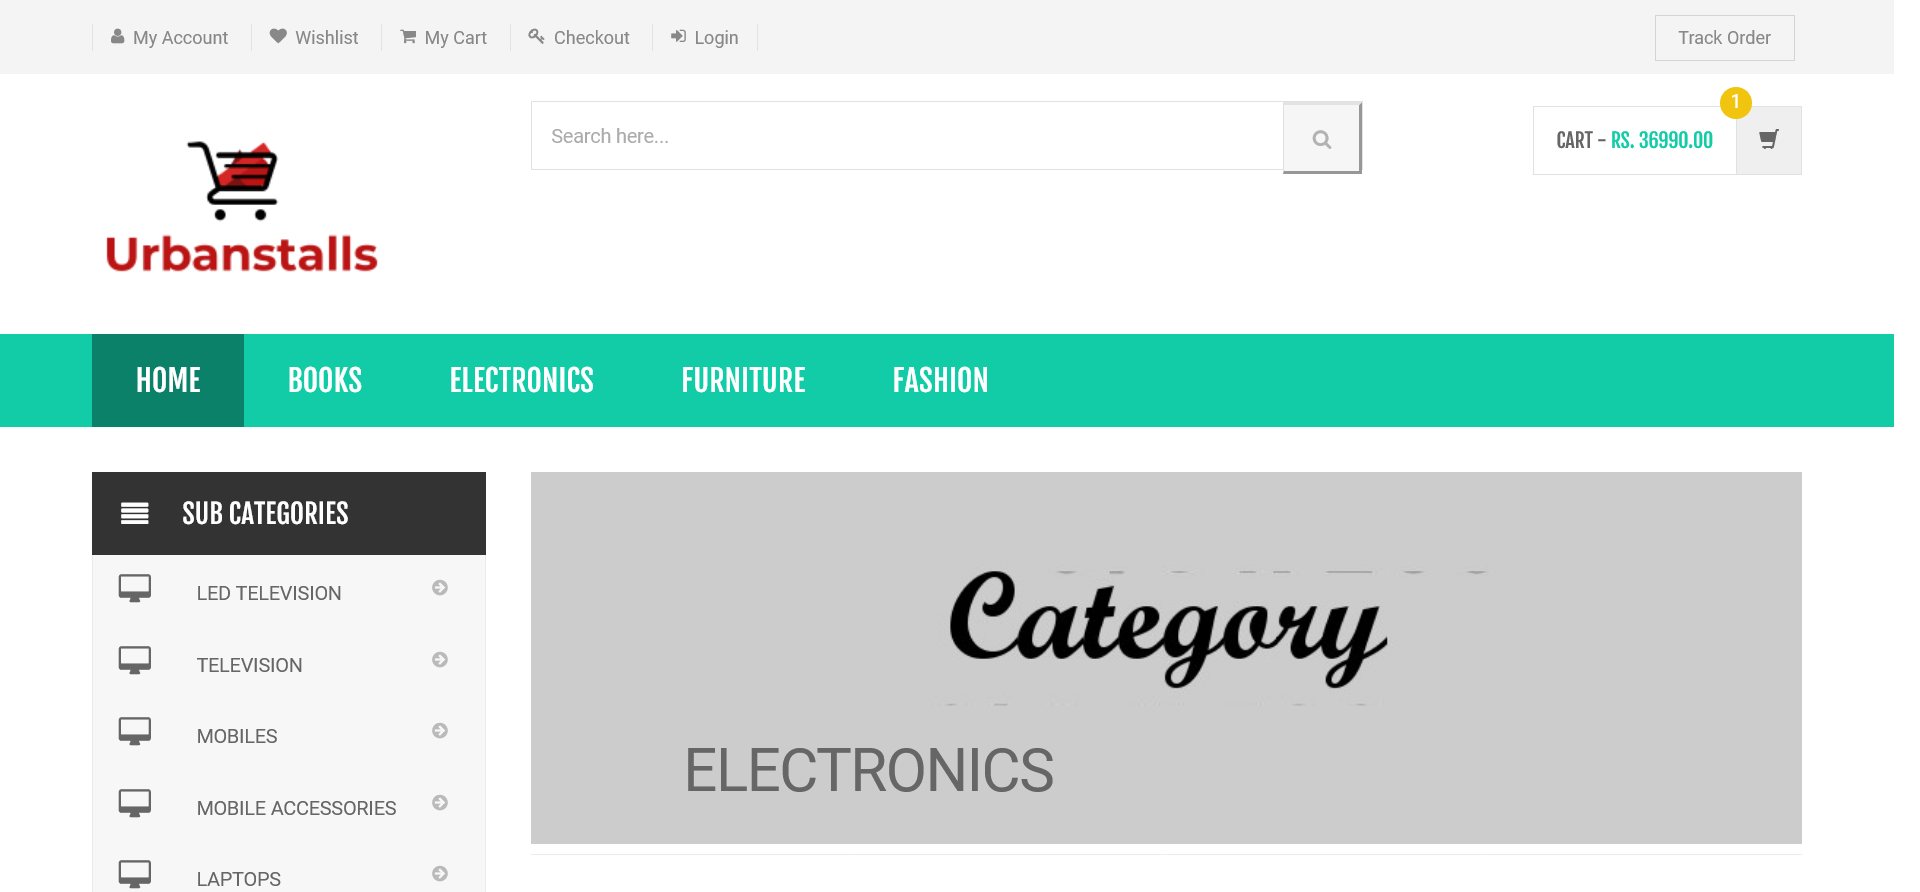 My Account
Wishlist
My Cart
Checkout
Login
Track Order
Urbanstalls
Search here...
1
CART - RS. 36990.00
HOME
BOOKS
ELECTRONICS
FURNITURE
FASHION
SUB CATEGORIES
LED TELEVISION
TELEVISION
MOBILES
MOBILE ACCESSORIES
LAPTOPS
Category
ELECTRONICS